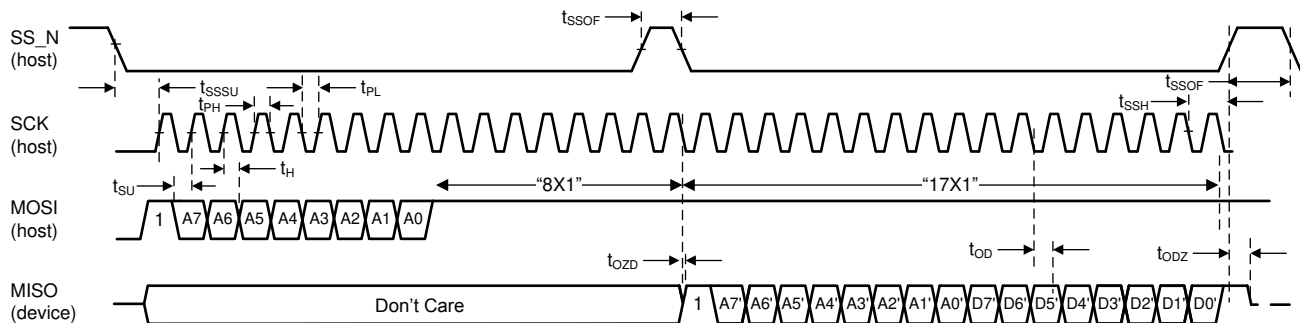 SS_N
(host)
tSSOF
tSSSU
tPH
tPL
tSSOF
tSSH
SCK
(host)
tSU
tH
“8X1”
“17X1”
MOSI
(host)
1 A7 A6 A5 A4 A3 A2 A1 A0
tOZD
tOD
tODZ
MISO
(device)
Don’t Care
1 A7' A6' A5' A4' A3' A2' A1' A0' D7' D6' D5' D4' D3' D2' D1' D0'